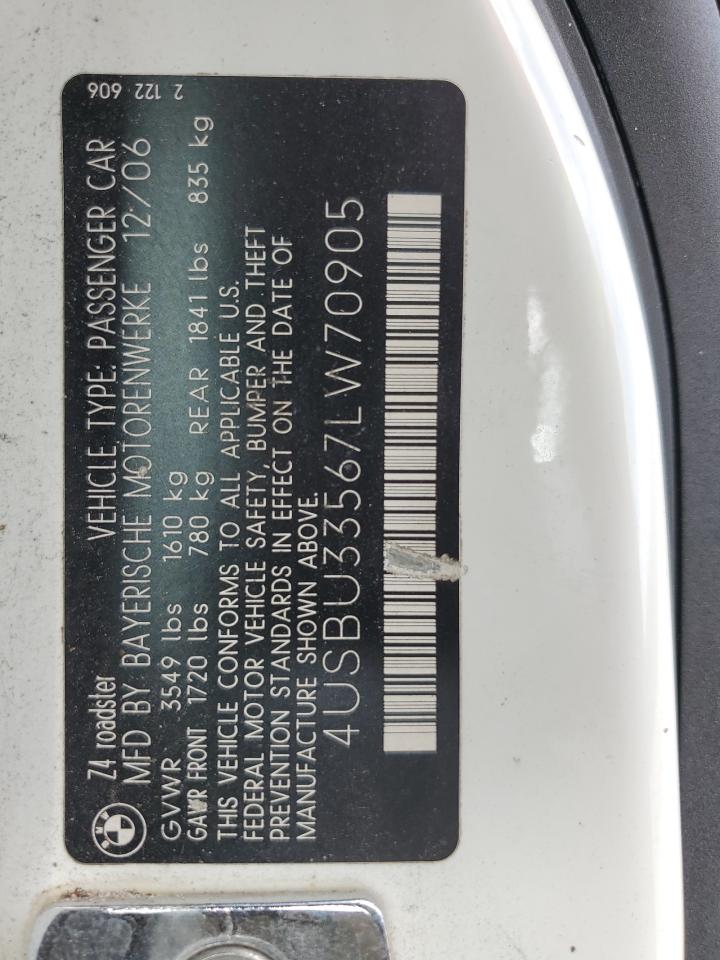 2 122 606
Z4 roadster VEHICLE TYPE: PASSENGER CAR
MFD BY BAYERISCHE MOTORENWERKE 12/06
GVWR 3549 lbs 1610 kg
GAWR FRONT 1720 lbs 780 kg REAR 1841 lbs 835 kg
THIS VEHICLE CONFORMS TO ALL APPLICABLE U.S.
FEDERAL MOTOR VEHICLE SAFETY, BUMPER AND THEFT
PREVENTION STANDARDS IN EFFECT ON THE DATE OF
MANUFACTURE SHOWN ABOVE.
4USBU33567LW70905